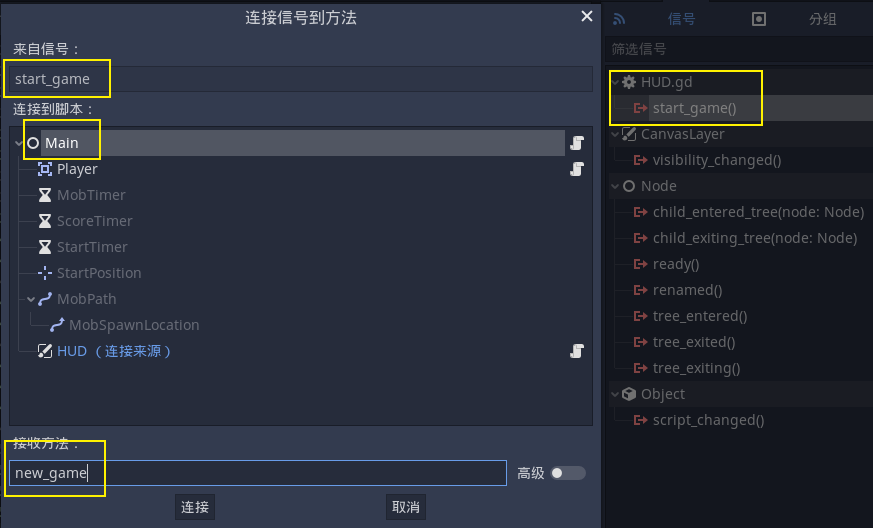 连接信号到方法
来自信号：
start_game
连接到脚本：
Main
Player
MobTimer
ScoreTimer
StartTimer
StartPosition
MobPath
MobSpawnLocation
HUD （连接来源）
接收方法：
new_game
高级
连接
取消
信号
分组
筛选信号
HUD.gd
start_game()
CanvasLayer
visibility_changed()
Node
child_entered_tree(node: Node)
child_exiting_tree(node: Node)
ready()
renamed()
tree_entered()
tree_exited()
tree_exiting()
Object
script_changed()